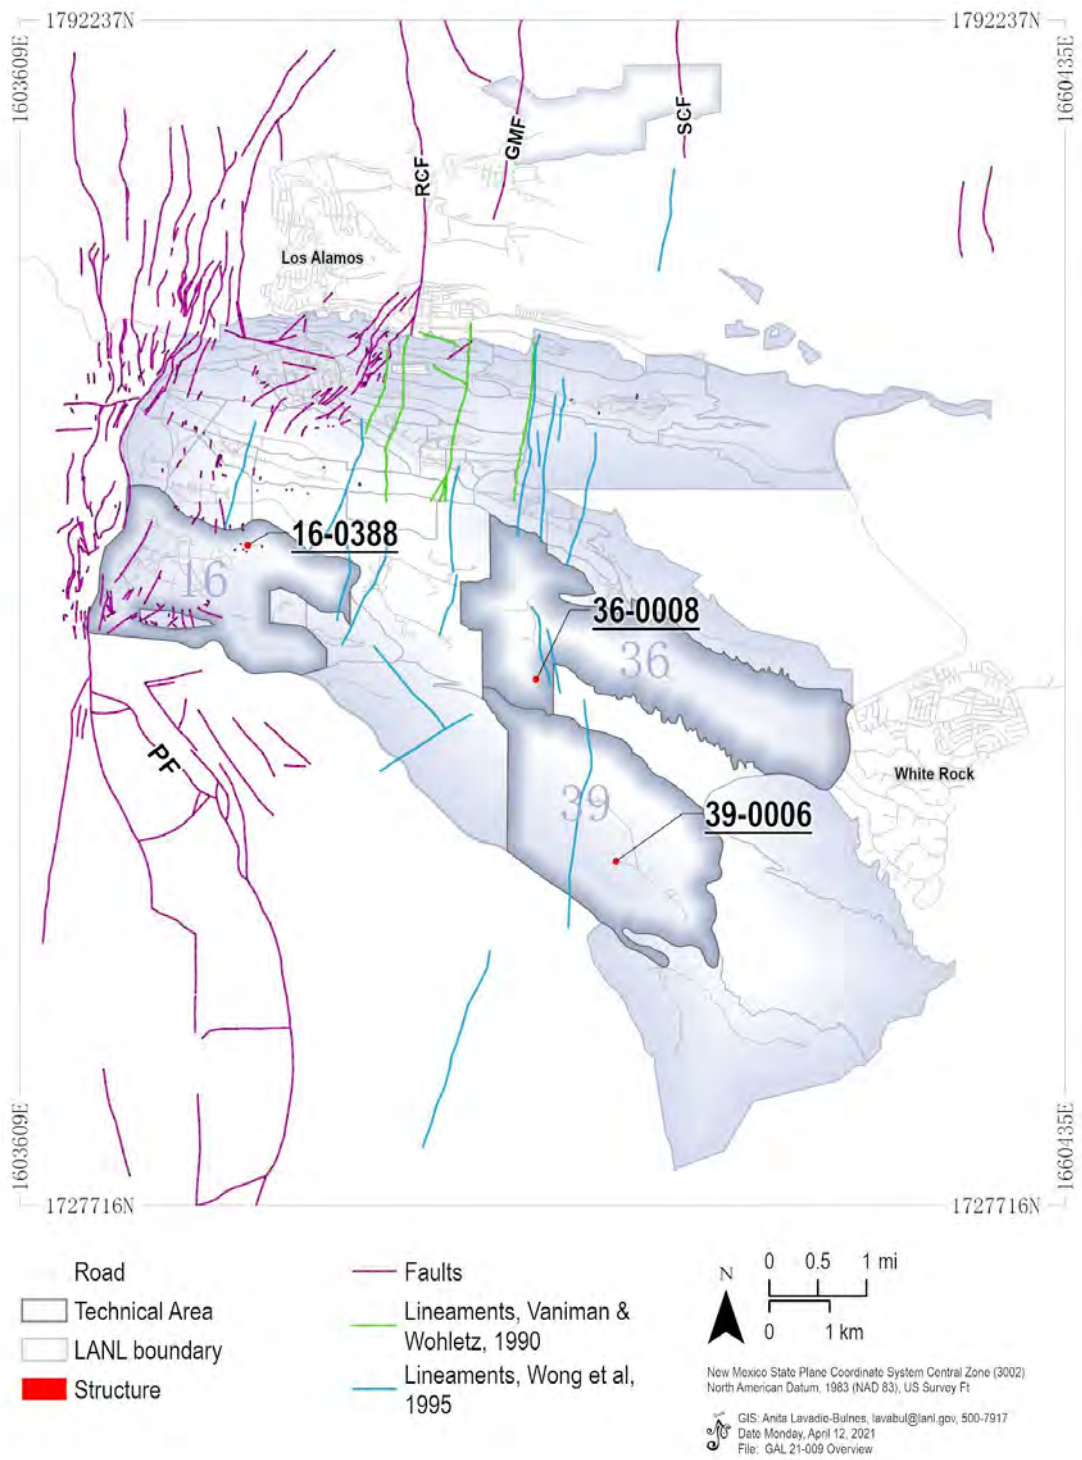 1792237N
1792237N
1603609E
1660435E
RCF
GMF
SCF
Los Alamos
16-0388
16
36-0008
36
PF
White Rock
39
39-0006
1603609E
1660435E
1727716N
1727716N
Road
Technical Area
LANL boundary
Structure
Faults
Lineaments, Vaniman &
Wohletz, 1990
Lineaments, Wong et al,
1995
N
0 0.5 1 mi
0 1 km
New Mexico State Plane Coordinate System Central Zone (3002)
North American Datum, 1983 (NAD 83), US Survey Ft
GIS: Anita Lavadie-Bulnes, lavabul@lanl.gov, 500-7917
Date Monday, April 12, 2021
File: GAL 21-009 Overview